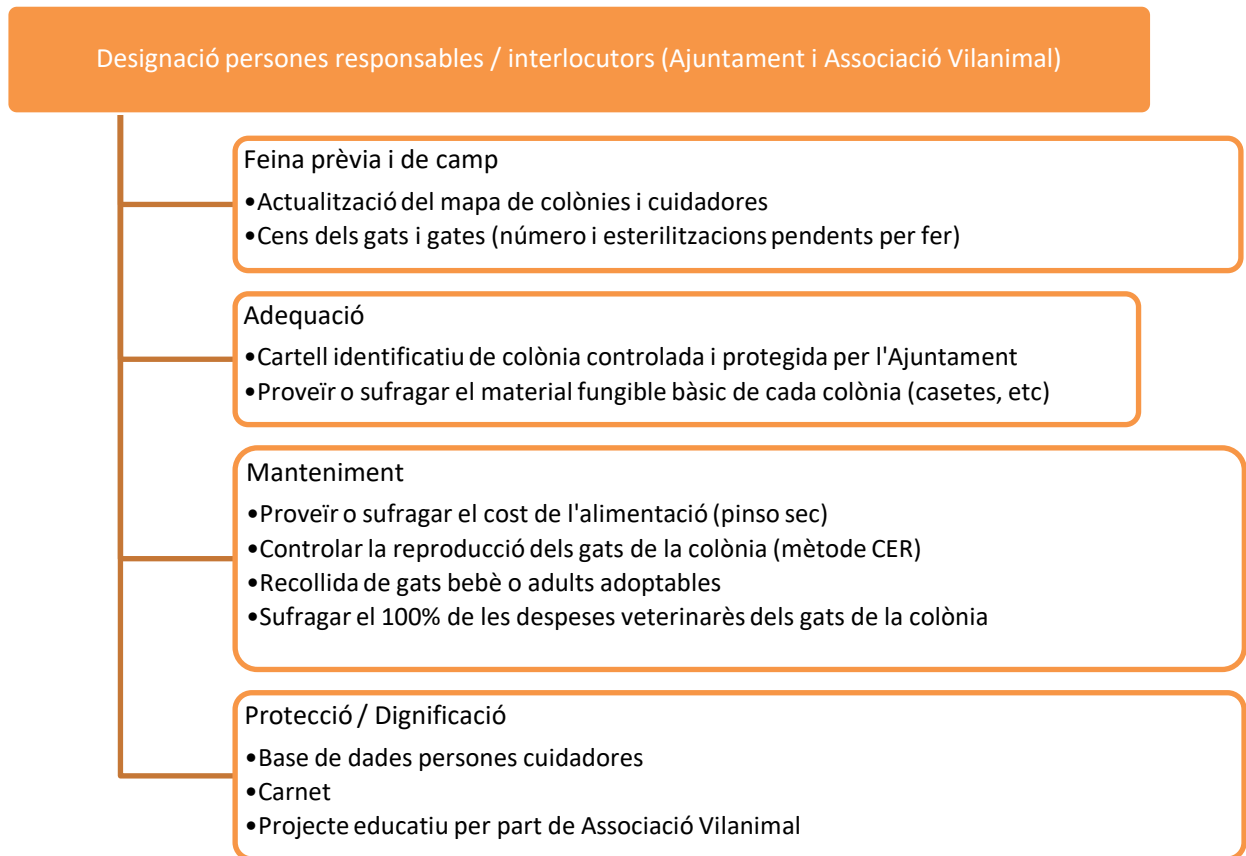 Designació persones responsables / interlocutors (Ajuntament i Associació Vilanimal)
Feina prèvia i de camp
•Actualització del mapa de colònies i cuidadores
•Cens dels gats i gates (número i esterilitzacions pendents per fer)
Adequació
•Cartell identificatiu de colònia controlada i protegida per l'Ajuntament
•Proveïr o sufragar el material fungible bàsic de cada colònia (casetes, etc)
Manteniment
•Proveïr o sufragar el cost de l'alimentació (pinso sec)
•Controlar la reproducció dels gats de la colònia (mètode CER)
•Recollida de gats bebè o adults adoptables
•Sufragar el 100% de les despeses veterinarès dels gats de la colònia
Protecció / Dignificació
•Base de dades persones cuidadores
•Carnet
•Projecte educatiu per part de Associació Vilanimal